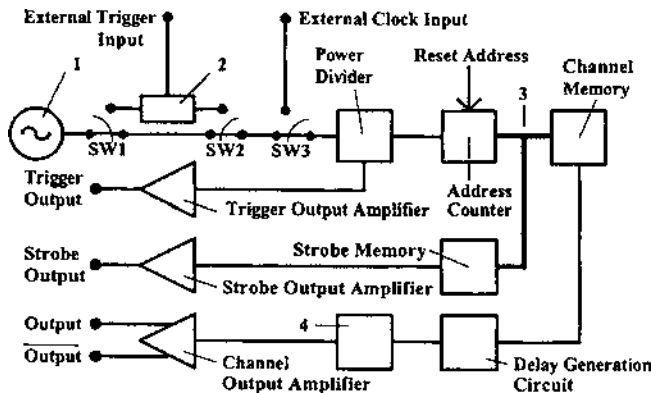 External Trigger
Input
External Clock Input
1
2
Power
Divider
Reset Address
3
Channel
Memory
SW1
SW2
SW3
Trigger
Output
Trigger Output Amplifier
Address
Counter
Strobe
Output
Strobe Memory
Strobe Output Amplifier
Output
Output
4
Channel
Output Amplifier
Delay Generation
Circuit